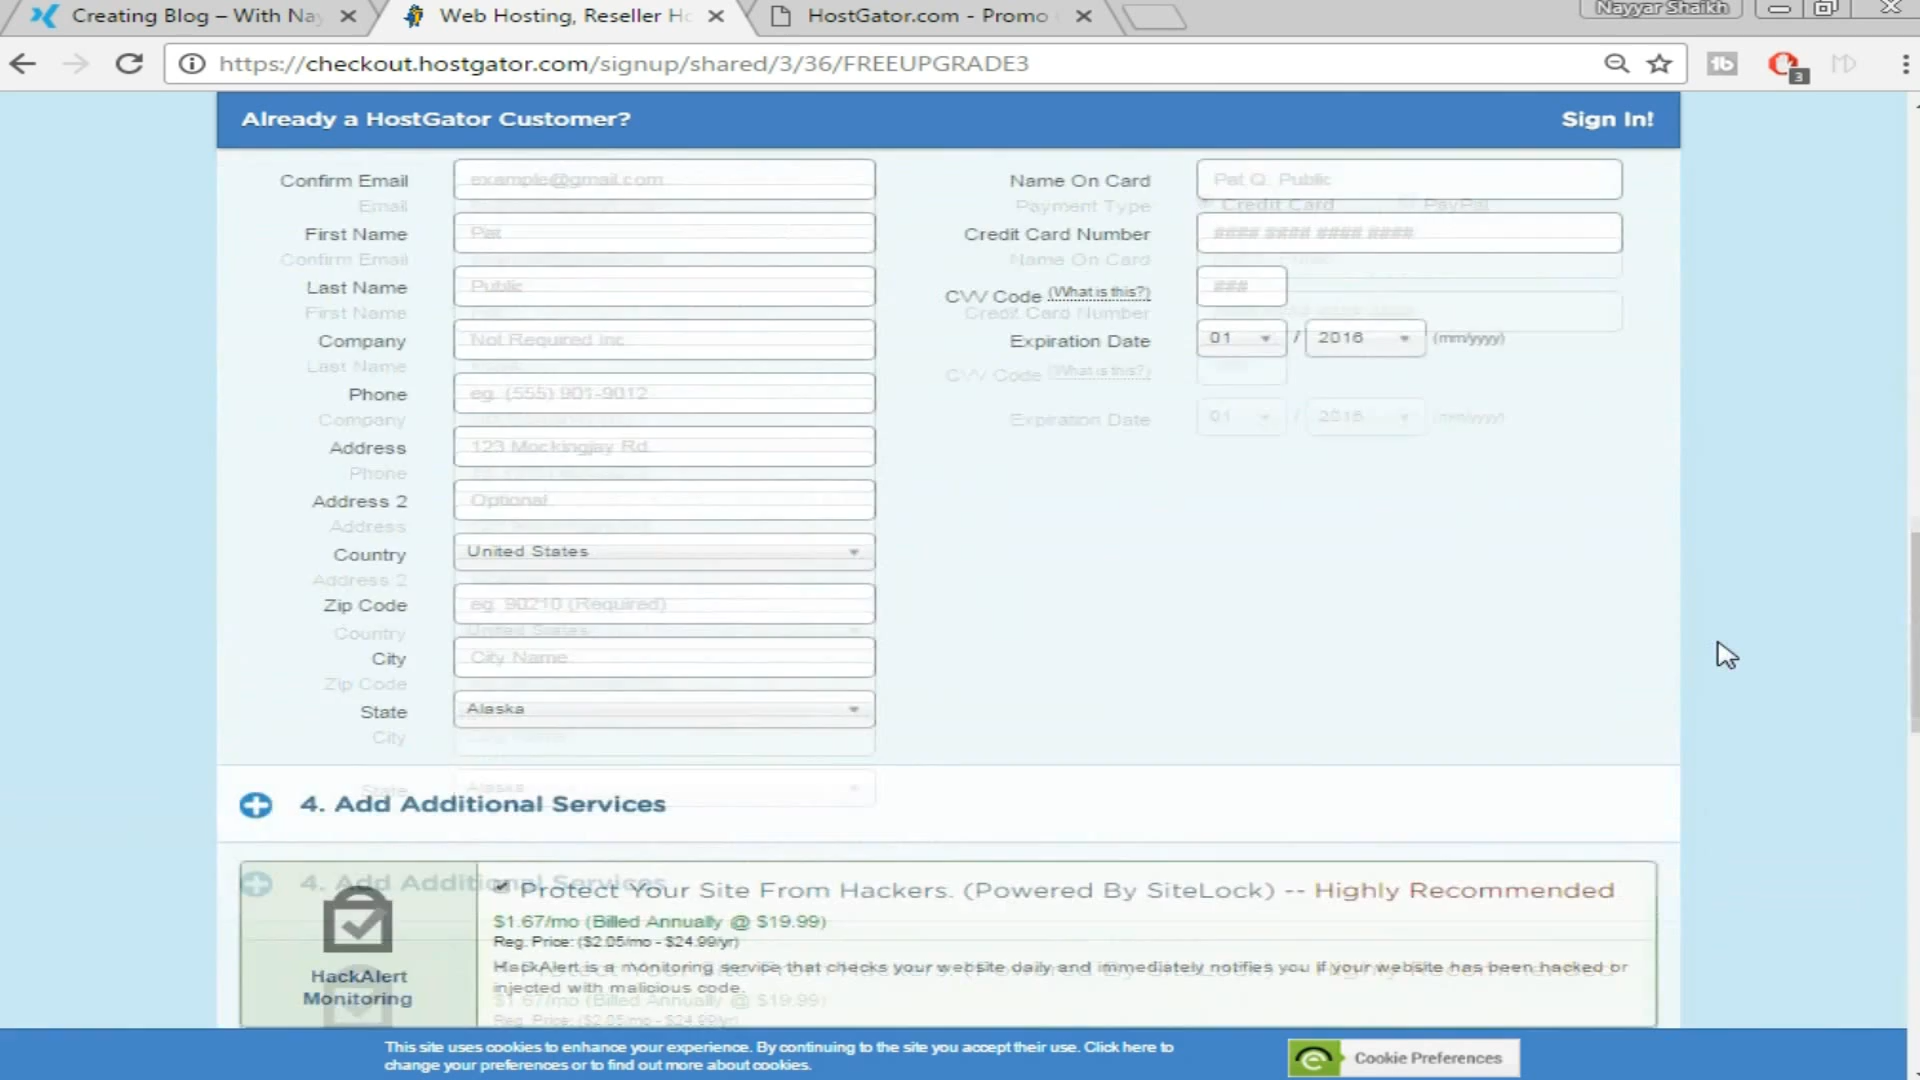 Creating Blog – With Nay
Web Hosting, Reseller Ho
HostGator.com - Promo
Nayyar Shaikh
https://checkout.hostgator.com/signup/shared/3/36/FREEUPGRADE3
3
Already a HostGator Customer?
Sign In!
Confirm Email
example@gmail.com
Name On Card
Pat Q. Public
Email
Payment Type
Credit Card
PayPal
First Name
Pat
Credit Card Number
#### #### #### ####
Confirm Email
Name On Card
Last Name
Public
CVV Code (What is this?)
###
First Name
Credit Card Number
Company
Not Required Inc
Expiration Date
01 / 2016 (mm/yyyy)
Last Name
CVV Code (What is this?)
Phone
eg. (555) 901-9012
Company
Expiration Date
01 / 2016 (mm/yyyy)
Address
123 Mockingjay Rd.
Phone
Address 2
Optional
Address
Country
United States
Address 2
Zip Code
eg. 90210 (Required)
Country
United States
City
City Name
Zip Code
State
Alaska
City
State
Alaska
4. Add Additional Services
4. Add Additional Services
Protect Your Site From Hackers. (Powered By SiteLock) -- Highly Recommended
$1.67/mo (Billed Annually @ $19.99)
Reg. Price: ($2.05/mo - $24.99/yr)
HackAlert is a monitoring service that checks your website daily and immediately notifies you if your website has been hacked or
injected with malicious code.
HackAlert
Monitoring
$1.67/mo (Billed Annually @ $19.99)
Reg. Price: ($2.05/mo - $24.99/yr)
This site uses cookies to enhance your experience. By continuing to the site you accept their use. Click here to
change your preferences or to find out more about cookies.
Cookie Preferences